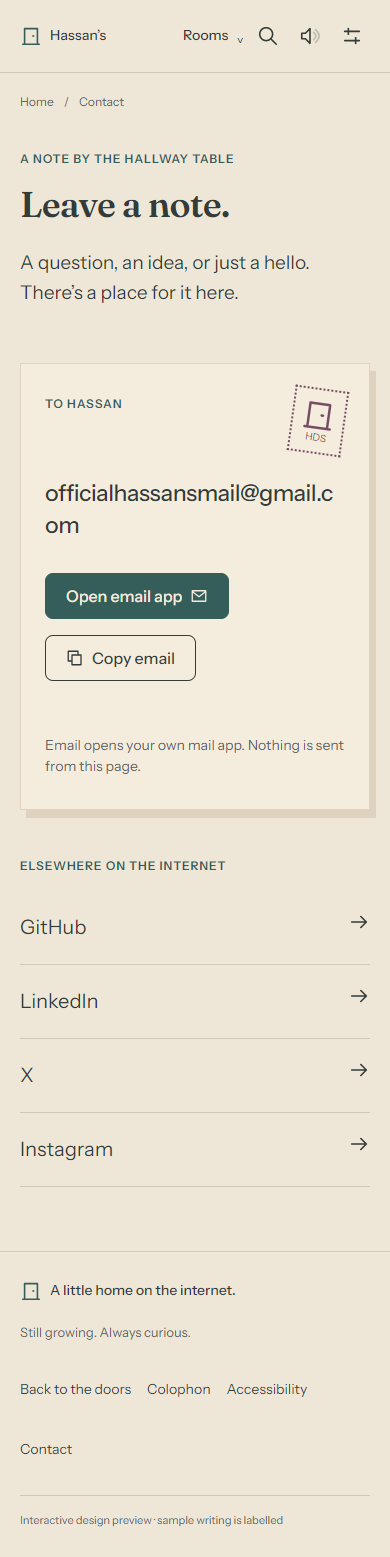 Hassan's
Rooms v
Home / Contact
A NOTE BY THE HALLWAY TABLE
Leave a note.
A question, an idea, or just a hello.
There’s a place for it here.
TO HASSAN
HDS
officialhassansmail@gmail.c
om
Open email app
Copy email
Email opens your own mail app. Nothing is sent
from this page.
ELSEWHERE ON THE INTERNET
GitHub
LinkedIn
X
Instagram
A little home on the internet.
Still growing. Always curious.
Back to the doors Colophon Accessibility
Contact
Interactive design preview · sample writing is labelled